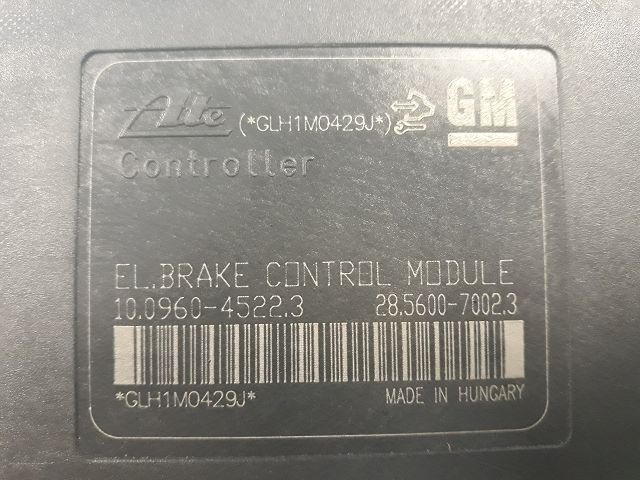 Ate (*GLH1M0429J*) GM
Controller
EL.BRAKE CONTROL MODULE
10.0960-4522.3 28.5600-7002.3
*GLH1M0429J* MADE IN HUNGARY